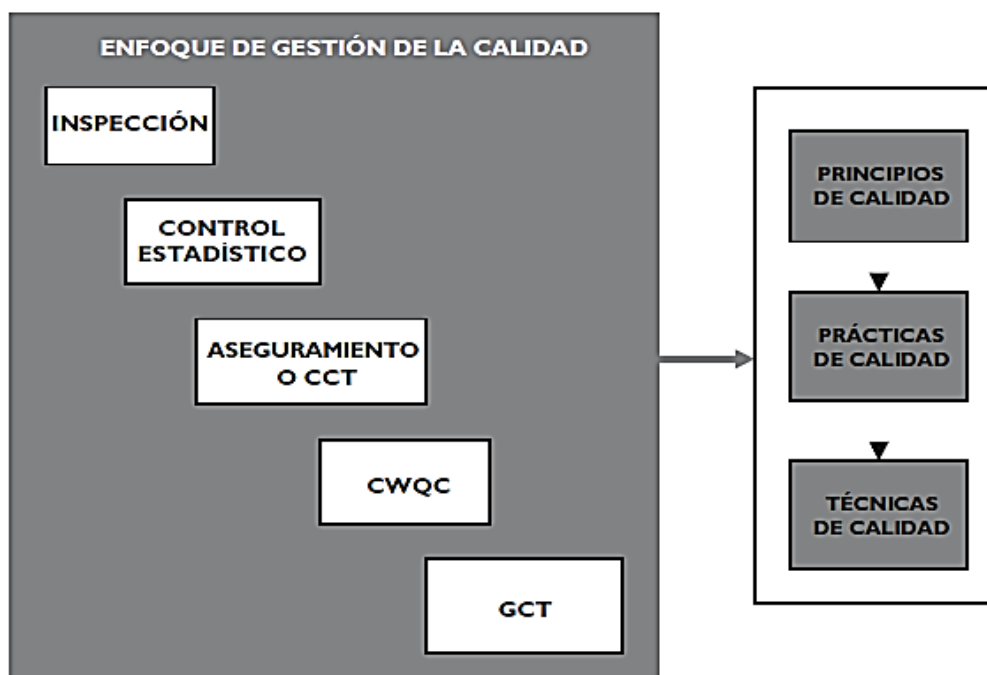 ENFOQUE DE GESTIÓN DE LA CALIDAD
INSPECCIÓN
CONTROL
ESTADÍSTICO
ASEGURAMIENTO
O CCT
CWQC
GCT
PRINCIPIOS
DE CALIDAD
PRÁCTICAS
DE CALIDAD
TÉCNICAS
DE CALIDAD